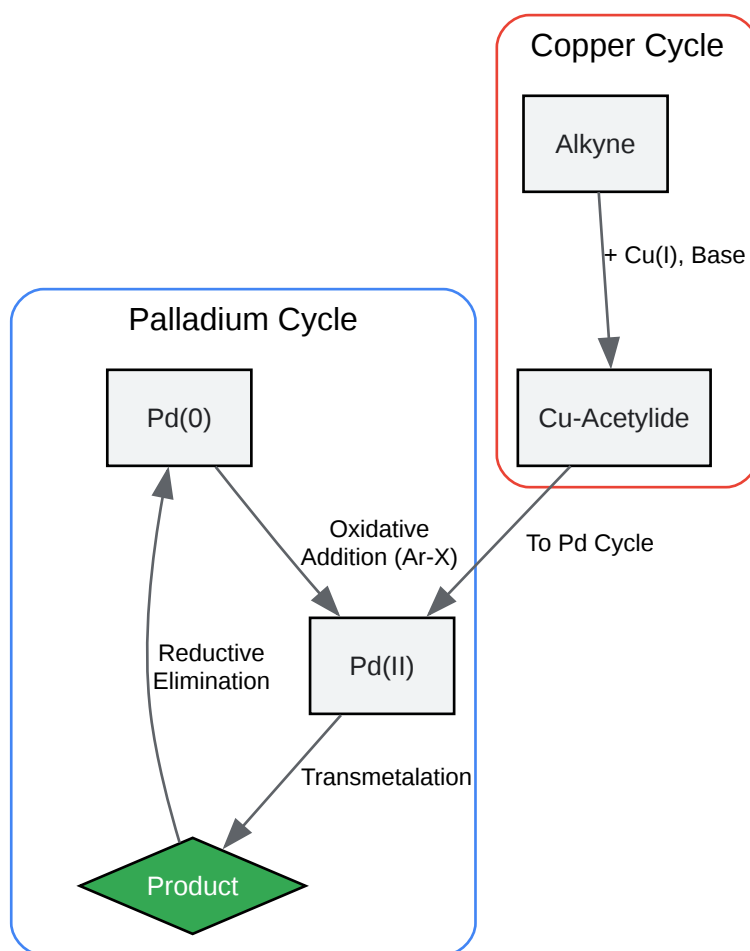 Copper Cycle
Alkyne
+ Cu(I), Base
Palladium Cycle
Pd(0)
Cu-Acetylide
Oxidative
Addition (Ar-X)
To Pd Cycle
Reductive
Elimination
Pd(II)
Transmetalation
Product